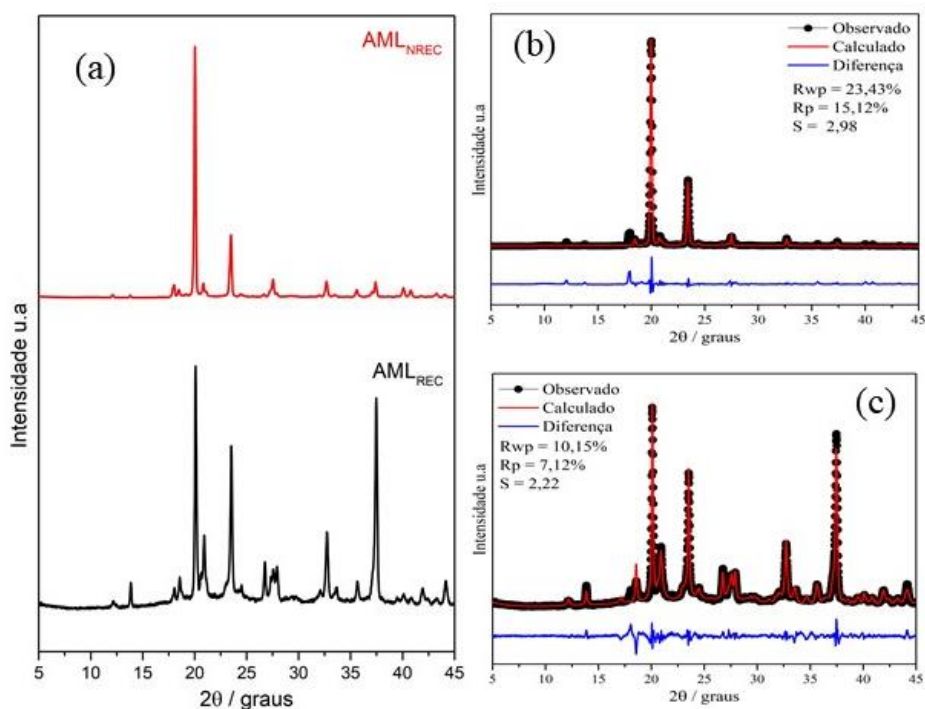 (a)
AMLNREC
AMLREC
Intensidade u.a
5 10 15 20 25 30 35 40 45
2θ / graus
(b)
Observado
Calculado
Diferença
Rwp = 23,43%
Rp = 15,12%
S = 2,98
Intensidade u.a
5 10 15 20 25 30 35 40 45
2θ / graus
(c)
Observado
Calculado
Diferença
Rwp = 10,15%
Rp = 7,12%
S = 2,22
Intensidade u.a
5 10 15 20 25 30 35 40 45
2θ / graus